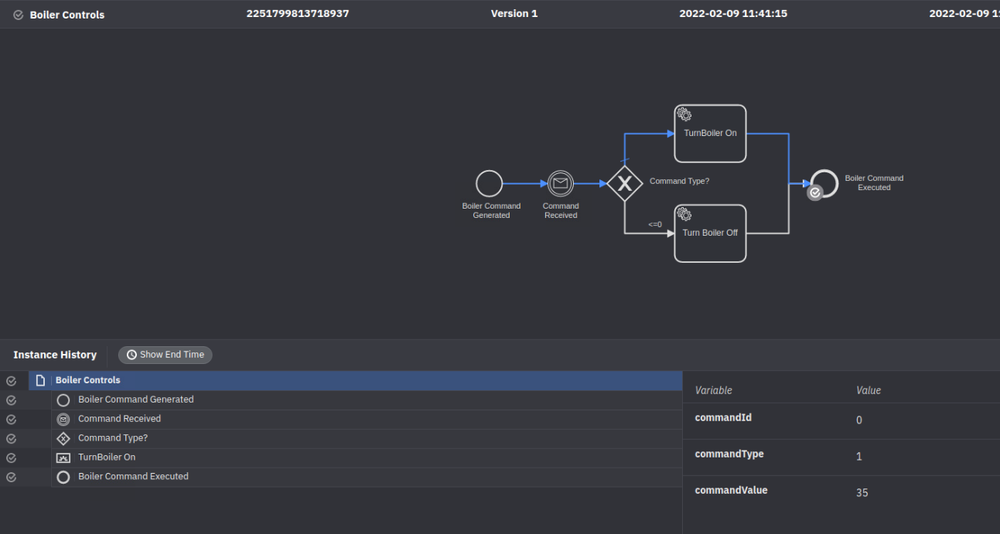 Boiler Controls 2251799813718937 Version 1 2022-02-09 11:41:15 2022-02-09 1
TurnBoiler On
Command Type?
Boiler Command
Executed
Boiler Command
Generated
Command
Received
<=0
Turn Boiler Off
Instance History Show End Time
Boiler Controls
Boiler Command Generated
Command Received
Command Type?
TurnBoiler On
Boiler Command Executed
Variable Value
commandId 0
commandType 1
commandValue 35